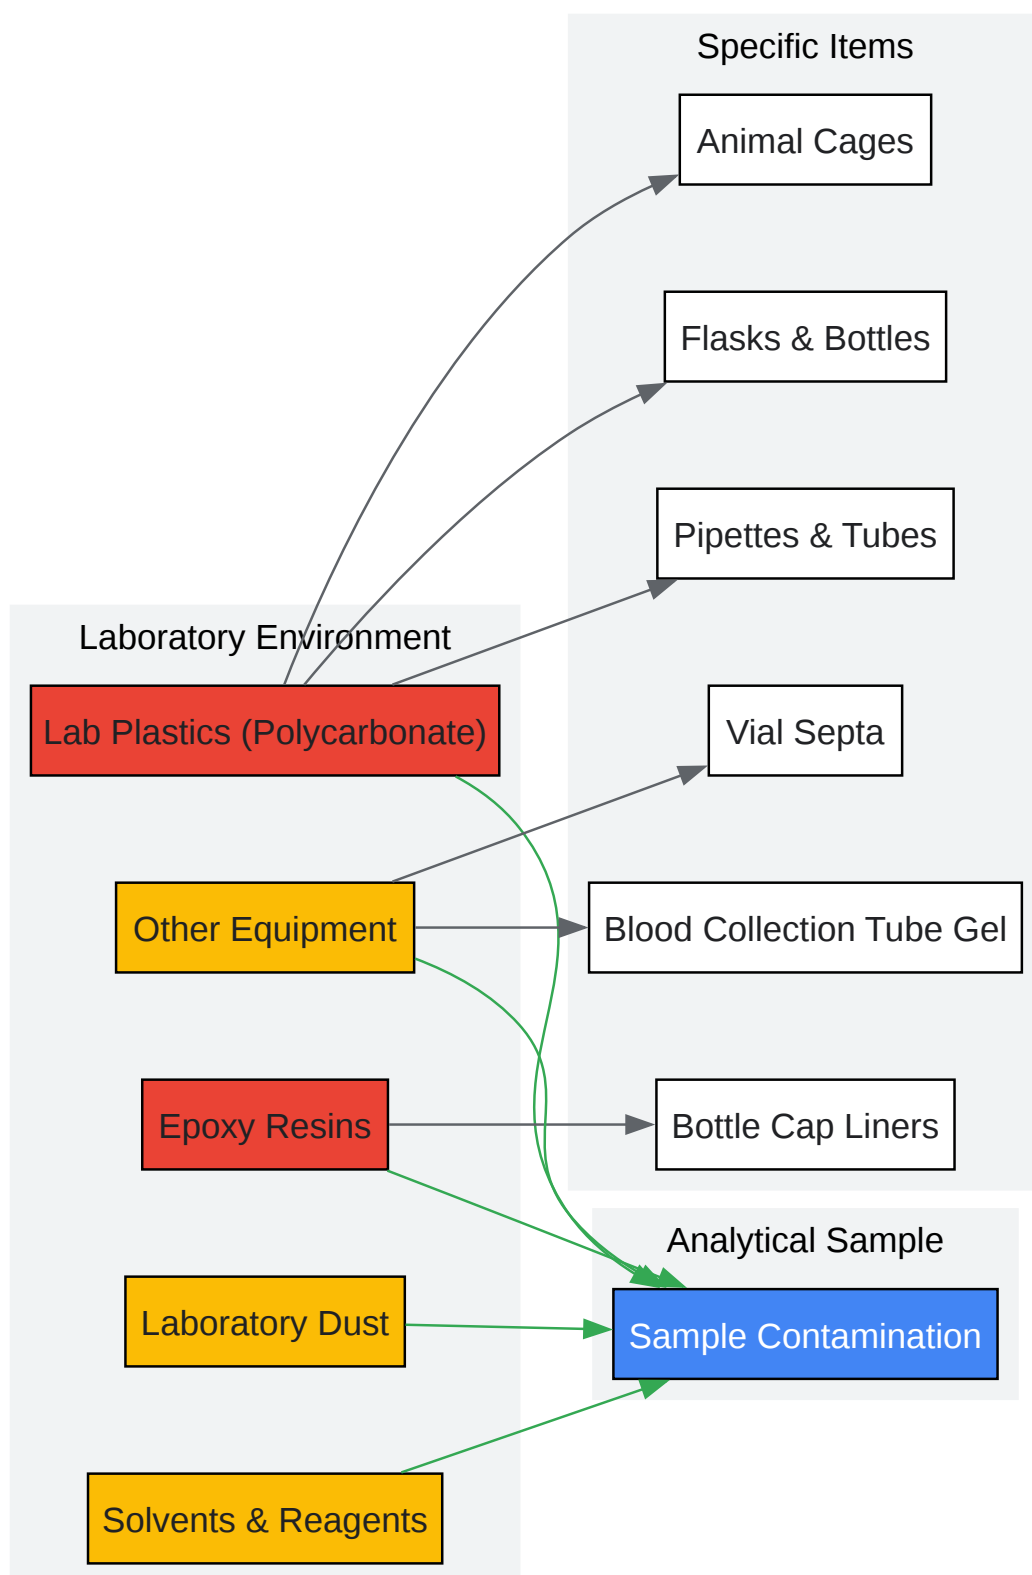 Specific Items
Animal Cages
Flasks & Bottles
Pipettes & Tubes
Laboratory Environment
Lab Plastics (Polycarbonate)
Vial Septa
Other Equipment
Blood Collection Tube Gel
Epoxy Resins
Bottle Cap Liners
Analytical Sample
Laboratory Dust
Sample Contamination
Solvents & Reagents